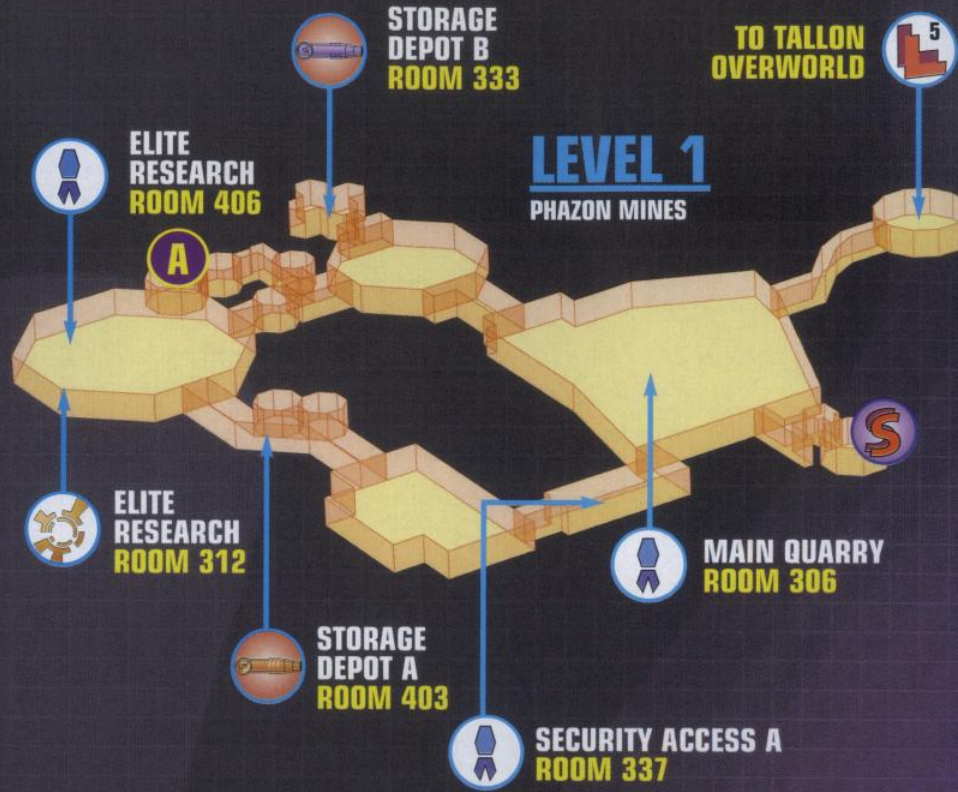 STORAGE
DEPOT B
ROOM 333
TO TALLON
OVERWORLD
5
ELITE
RESEARCH
ROOM 406
LEVEL 1
PHAZON MINES
A
S
ELITE
RESEARCH
ROOM 312
MAIN QUARRY
ROOM 306
STORAGE
DEPOT A
ROOM 403
SECURITY ACCESS A
ROOM 337